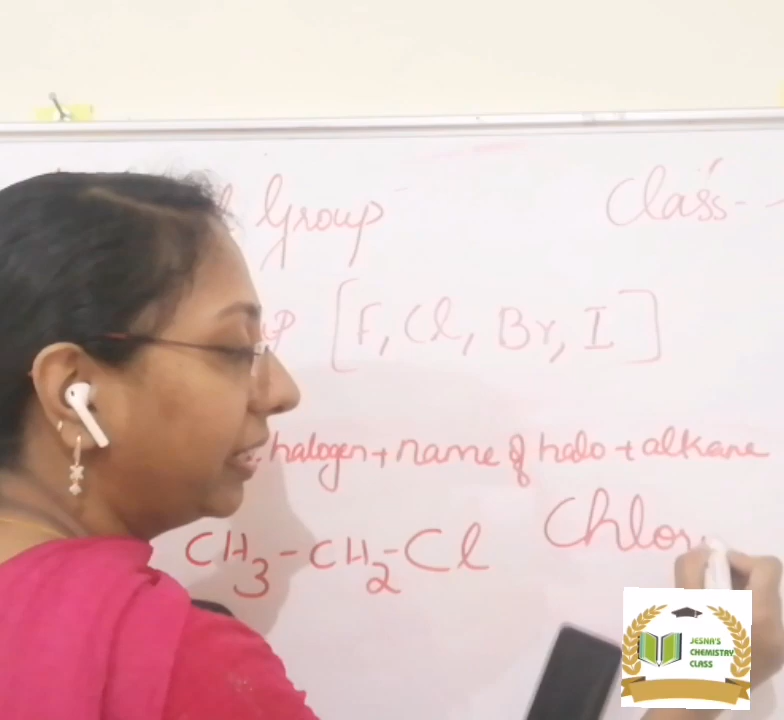 Group
Class-
[F, Cl, Br, I]
halogen + name of halo + alkane
CH3-CH2-Cl
Chlor
JESNA'S
CHEMISTRY
CLASS